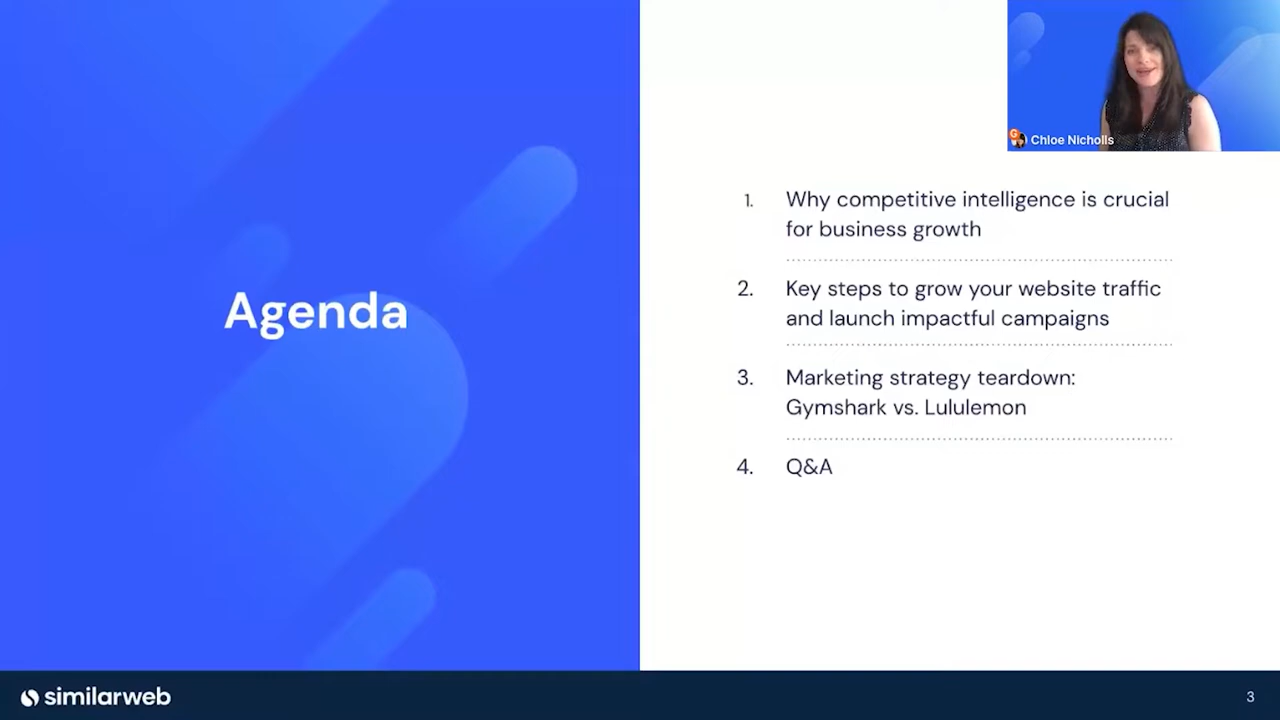 Agenda
Chloe Nicholls
1. Why competitive intelligence is crucial
for business growth
2. Key steps to grow your website traffic
and launch impactful campaigns
3. Marketing strategy teardown:
Gymshark vs. Lululemon
4. Q&A
similarweb
3